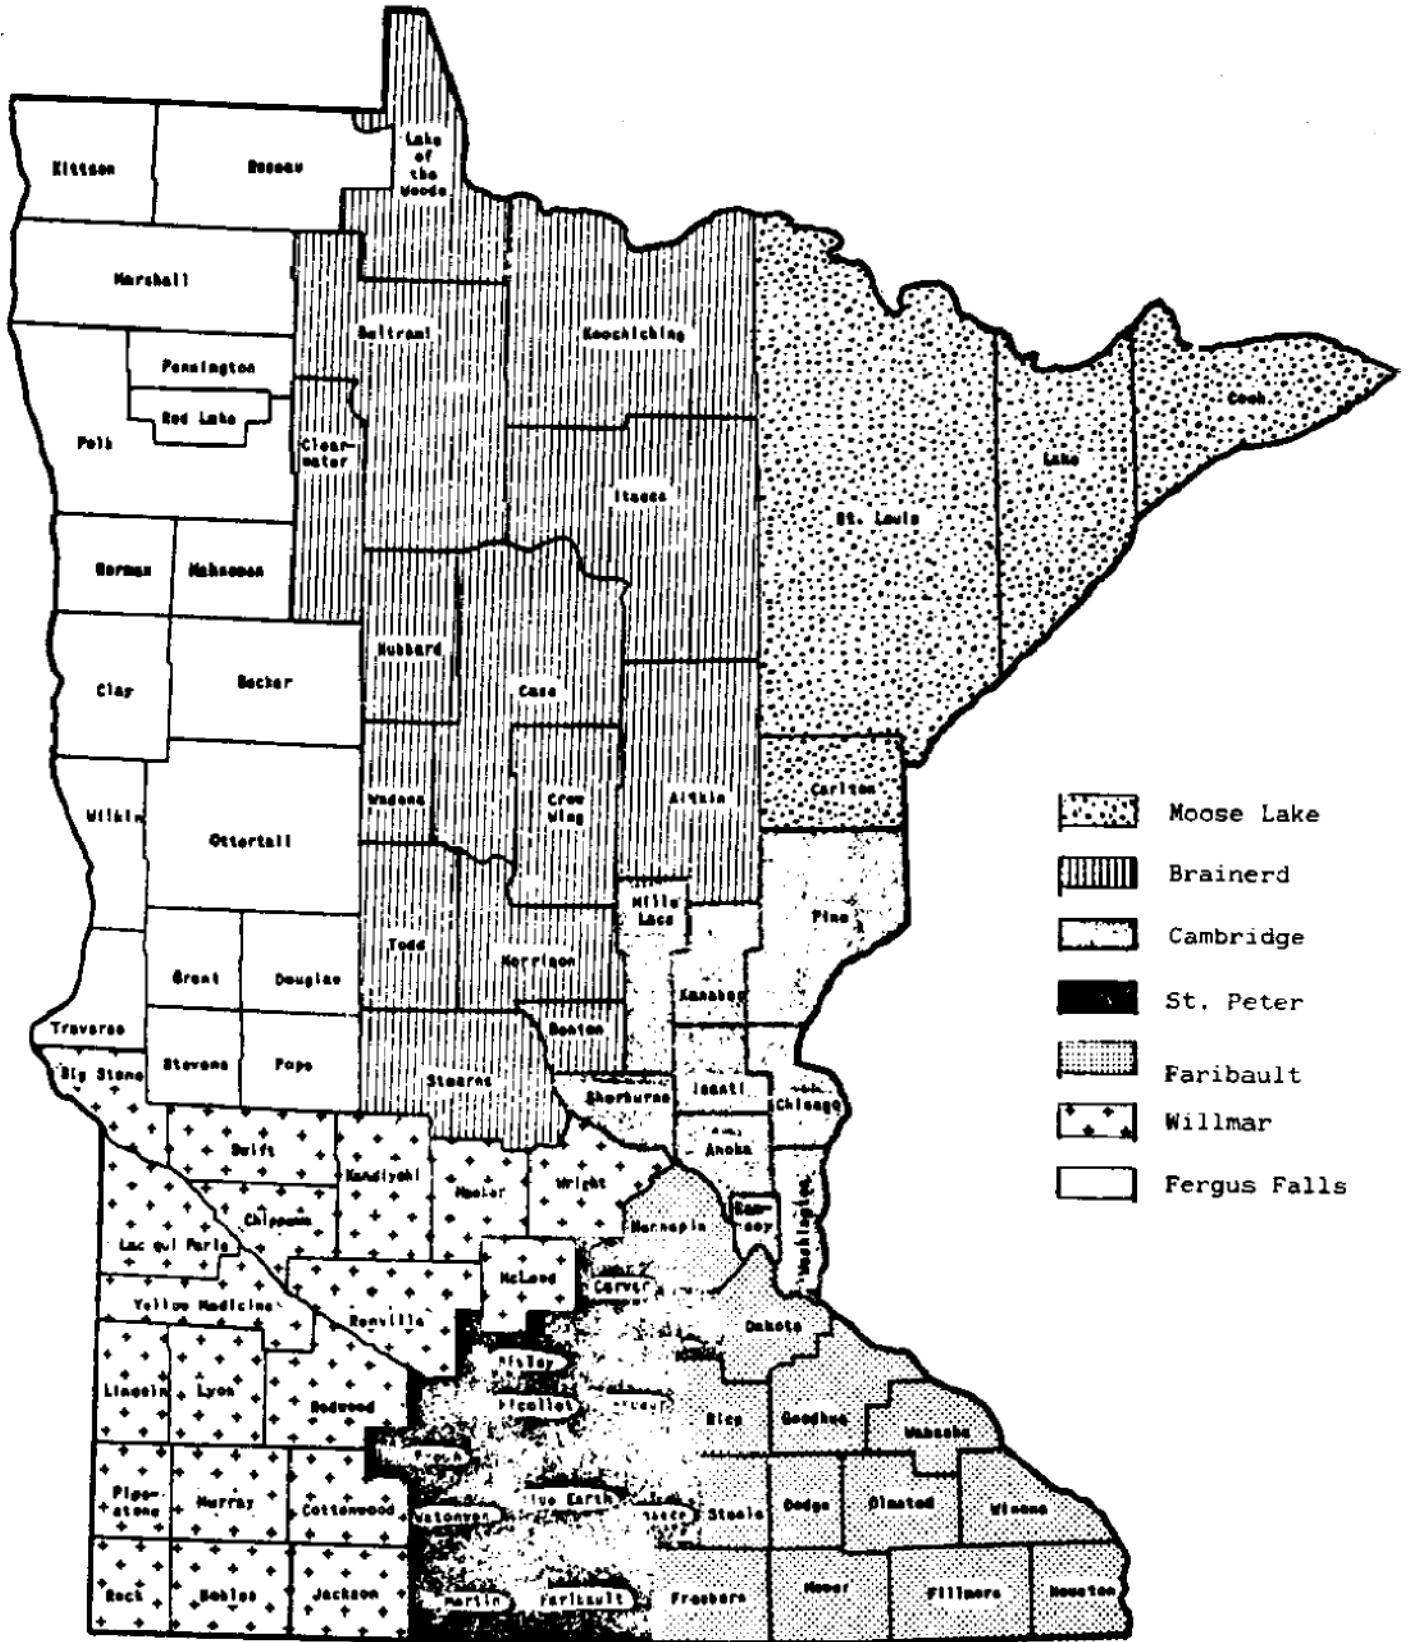 Lake
of
the
Woods
Kittson
Roseau
Marshall
Beltrami
Koochiching
Pennington
Red Lake
Polk
Clear-
water
Cook
Lake
Itasca
St. Louis
Norman
Mahnomen
Hubbard
Clay
Becker
Cass
Wilkin
Ottertail
Wadena
Crow
Wing
Aitkin
Carlton
Moose Lake
Brainerd
Mille
Lacs
Pine
Cambridge
Todd
Morrison
Grant
Douglas
Kanabec
St. Peter
Traverse
Benton
Stevens
Pope
Big Stone
Stearns
Faribault
Sherburne
Isanti
Chisago
Willmar
Swift
Anoka
Kandiyohi
Meeker
Wright
Fergus Falls
Washington
Ram-
sey
Chippewa
Hennepin
Lac qui Parle
McLeod
Carver
Yellow Medicine
Renville
Dakota
Sibley
Lincoln
Lyon
Redwood
Nicollet
Rice
Goodhue
Wabasha
Brown
Pipe-
stone
Murray
Cottonwood
Watonwan
Blue Earth
Steele
Dodge
Olmsted
Winona
Rock
Nobles
Jackson
Martin
Faribault
Freeborn
Mower
Fillmore
Houston